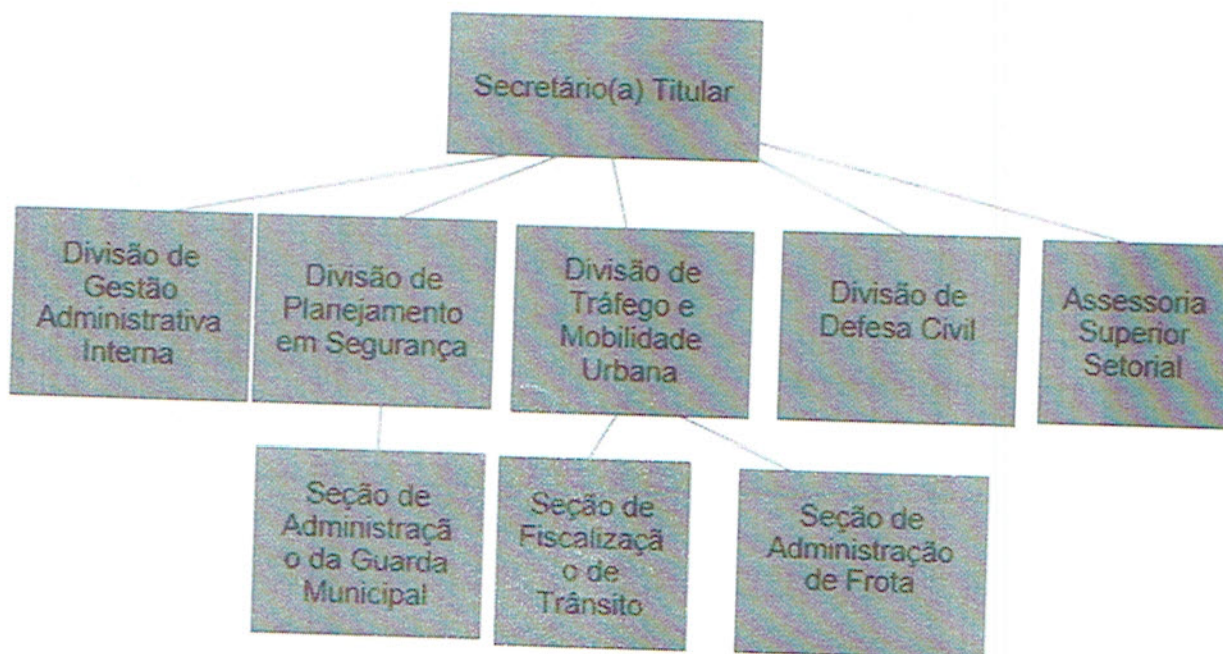 Secretário(a) Titular
Divisão de
Gestão
Administrativa
Interna
Divisão de
Planejamento
em Segurança
Divisão de
Tráfego e
Mobilidade
Urbana
Divisão de
Defesa Civil
Assessoria
Superior
Setorial
Seção de
Administraçã
o da Guarda
Municipal
Seção de
Fiscalizaçã
o de
Trânsito
Seção de
Administração
de Frota